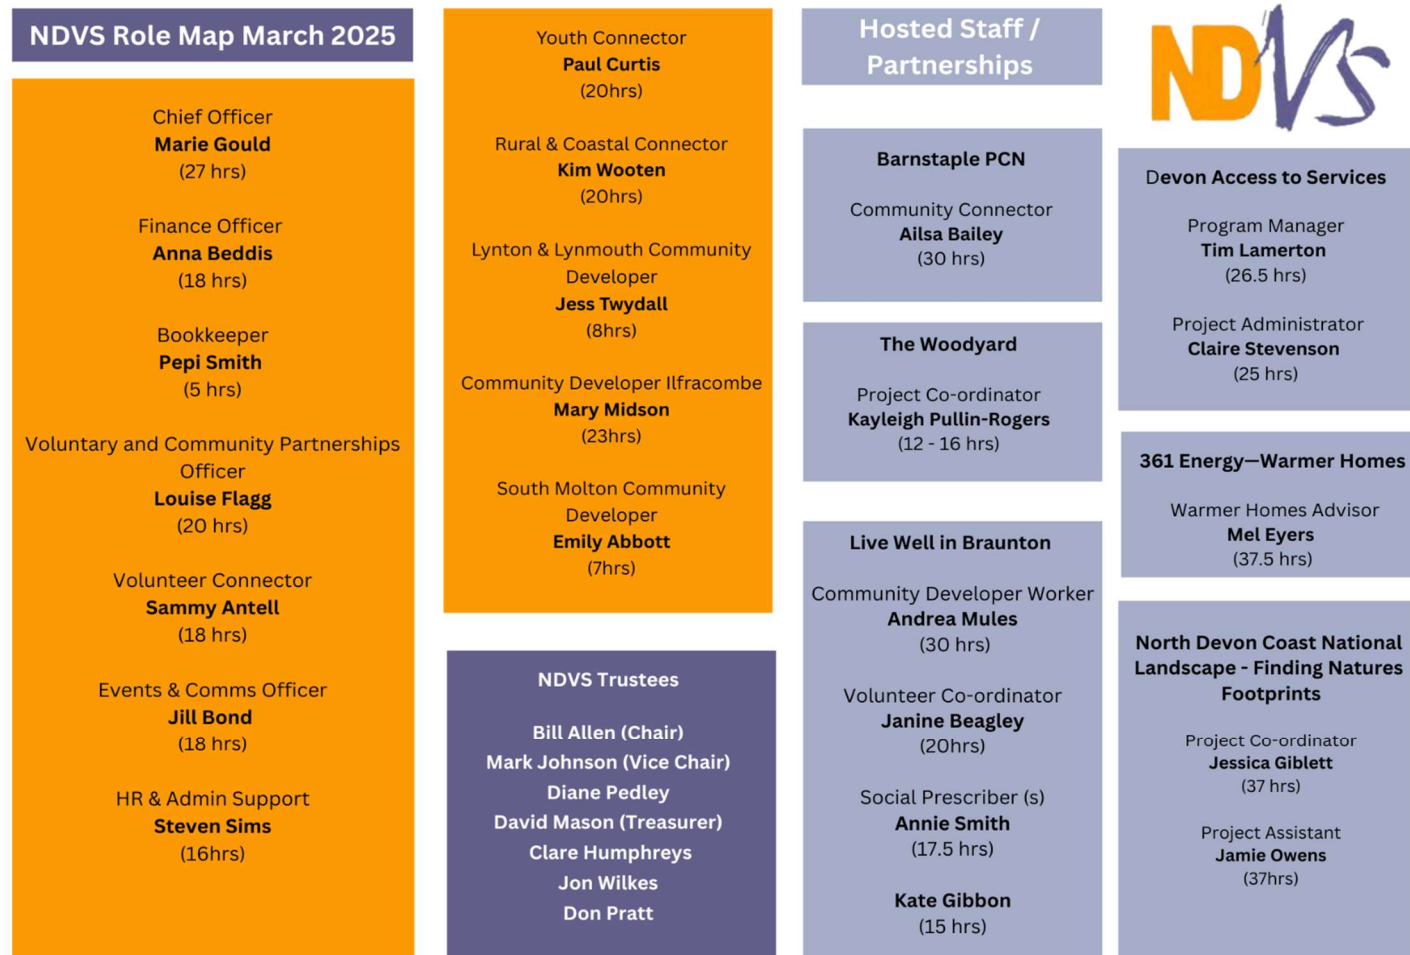 NDVS Role Map March 2025
Chief Officer
Marie Gould
(27 hrs)
Finance Officer
Anna Beddis
(18 hrs)
Bookkeeper
Pepi Smith
(5 hrs)
Voluntary and Community Partnerships
Officer
Louise Flagg
(20 hrs)
Volunteer Connector
Sammy Antell
(18 hrs)
Events & Comms Officer
Jill Bond
(18 hrs)
HR & Admin Support
Steven Sims
(16hrs)
Youth Connector
Paul Curtis
(20hrs)
Rural & Coastal Connector
Kim Wooten
(20hrs)
Lynton & Lynmouth Community
Developer
Jess Twydall
(8hrs)
Community Developer Ilfracombe
Mary Midson
(23hrs)
South Molton Community
Developer
Emily Abbott
(7hrs)
NDVS Trustees
Bill Allen (Chair)
Mark Johnson (Vice Chair)
Diane Pedley
David Mason (Treasurer)
Clare Humphreys
Jon Wilkes
Don Pratt
Hosted Staff /
Partnerships
Barnstaple PCN
Community Connector
Ailsa Bailey
(30 hrs)
The Woodyard
Project Co-ordinator
Kayleigh Pullin-Rogers
(12 - 16 hrs)
Live Well in Braunton
Community Developer Worker
Andrea Mules
(30 hrs)
Volunteer Co-ordinator
Janine Beagley
(20hrs)
Social Prescriber (s)
Annie Smith
(17.5 hrs)
Kate Gibbon
(15 hrs)
NDVS
Devon Access to Services
Program Manager
Tim Lamerton
(26.5 hrs)
Project Administrator
Claire Stevenson
(25 hrs)
361 Energy—Warmer Homes
Warmer Homes Advisor
Mel Eyers
(37.5 hrs)
North Devon Coast National
Landscape - Finding Natures
Footprints
Project Co-ordinator
Jessica Giblett
(37 hrs)
Project Assistant
Jamie Owens
(37hrs)